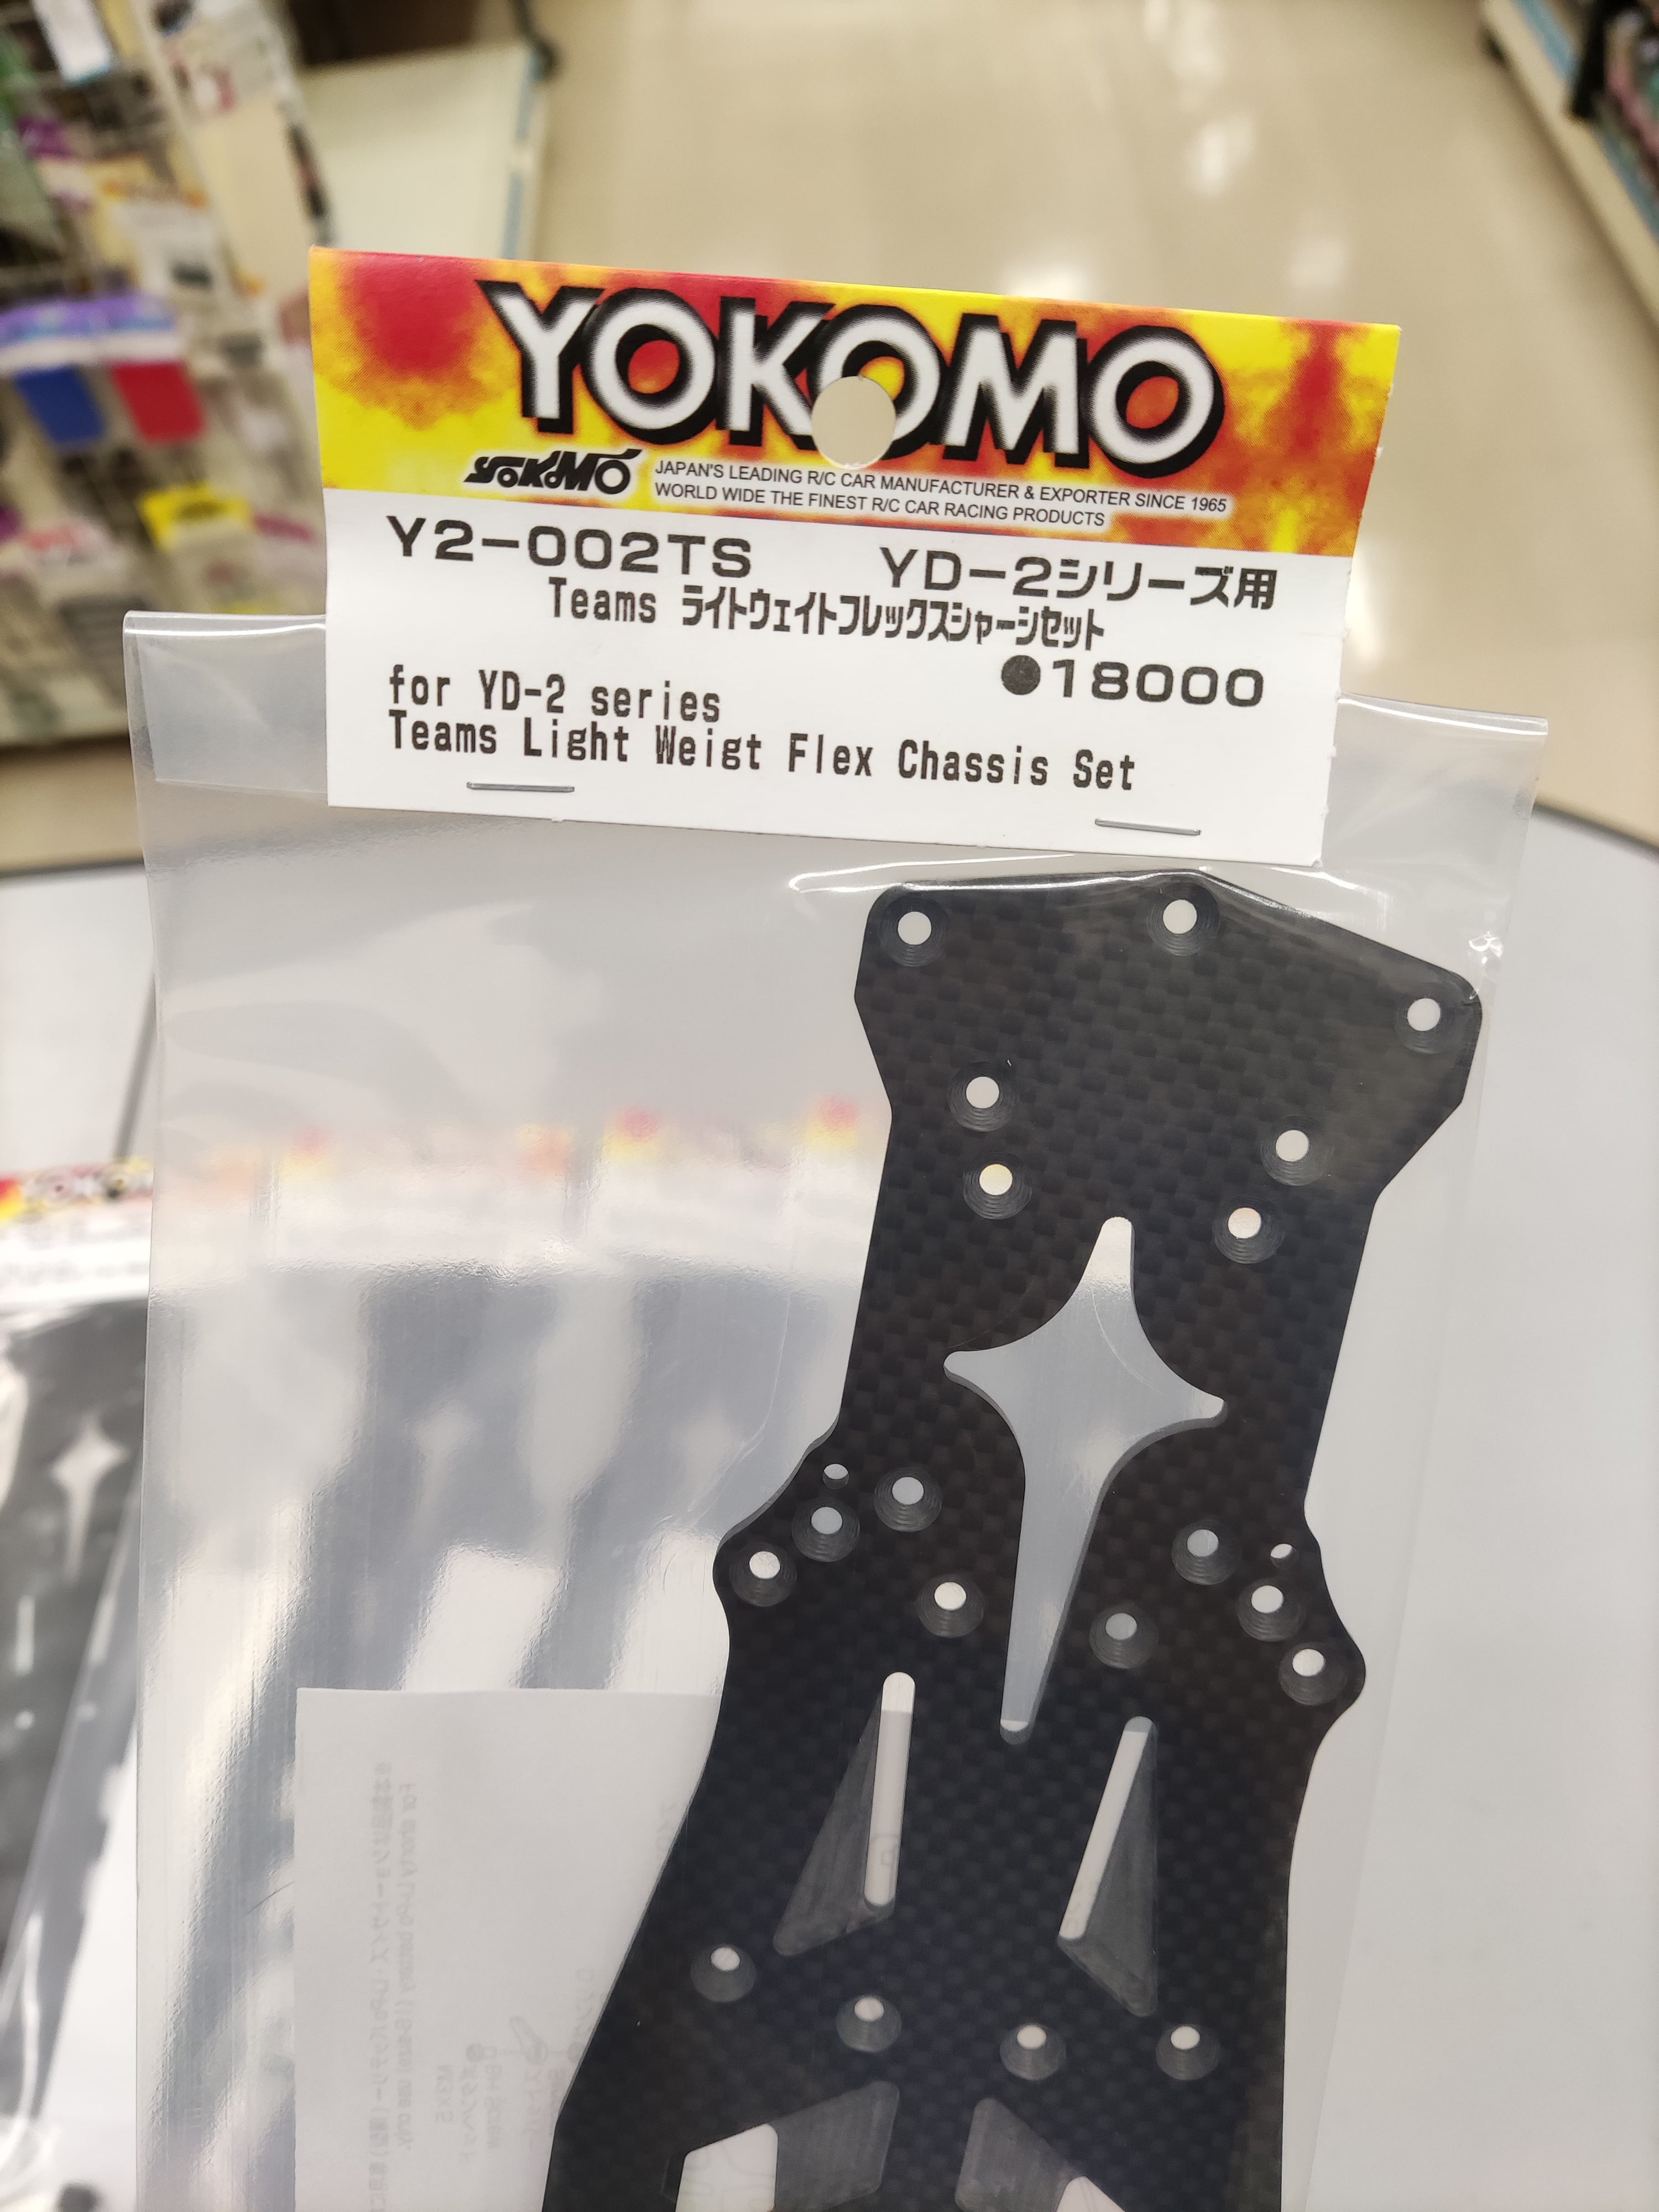 YOKOMO
YOKOMO JAPAN'S LEADING R/C CAR MANUFACTURER & EXPORTER SINCE 1965
WORLD WIDE THE FINEST R/C CAR RACING PRODUCTS
Y2-002TS YD-2シリーズ用
Teams ライトウェイトフレックスシャーシセット
●18000
for YD-2 series
Teams Light Weigt Flex Chassis Set